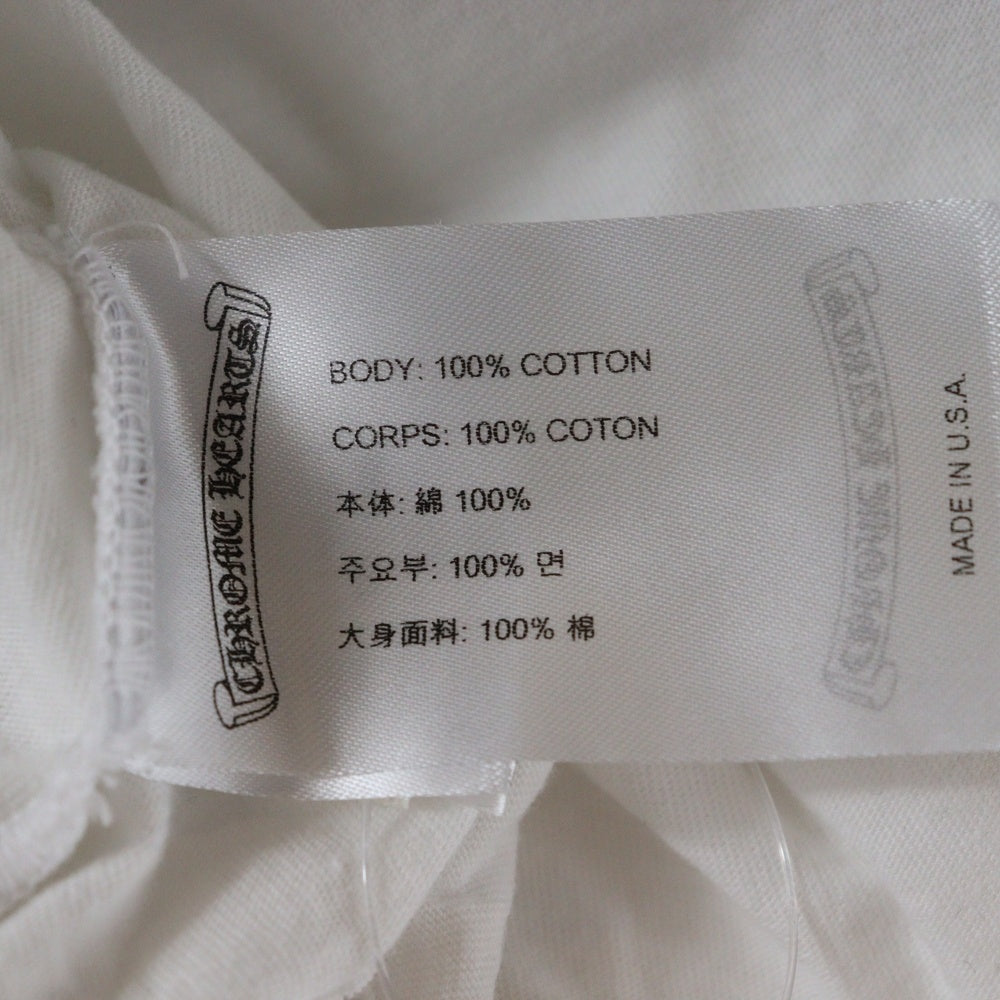 CHROME HEARTS
BODY: 100% COTTON
CORPS: 100% COTON
本体: 綿 100%
주요부: 100% 면
大身面料: 100% 棉
MADE IN U.S.A.